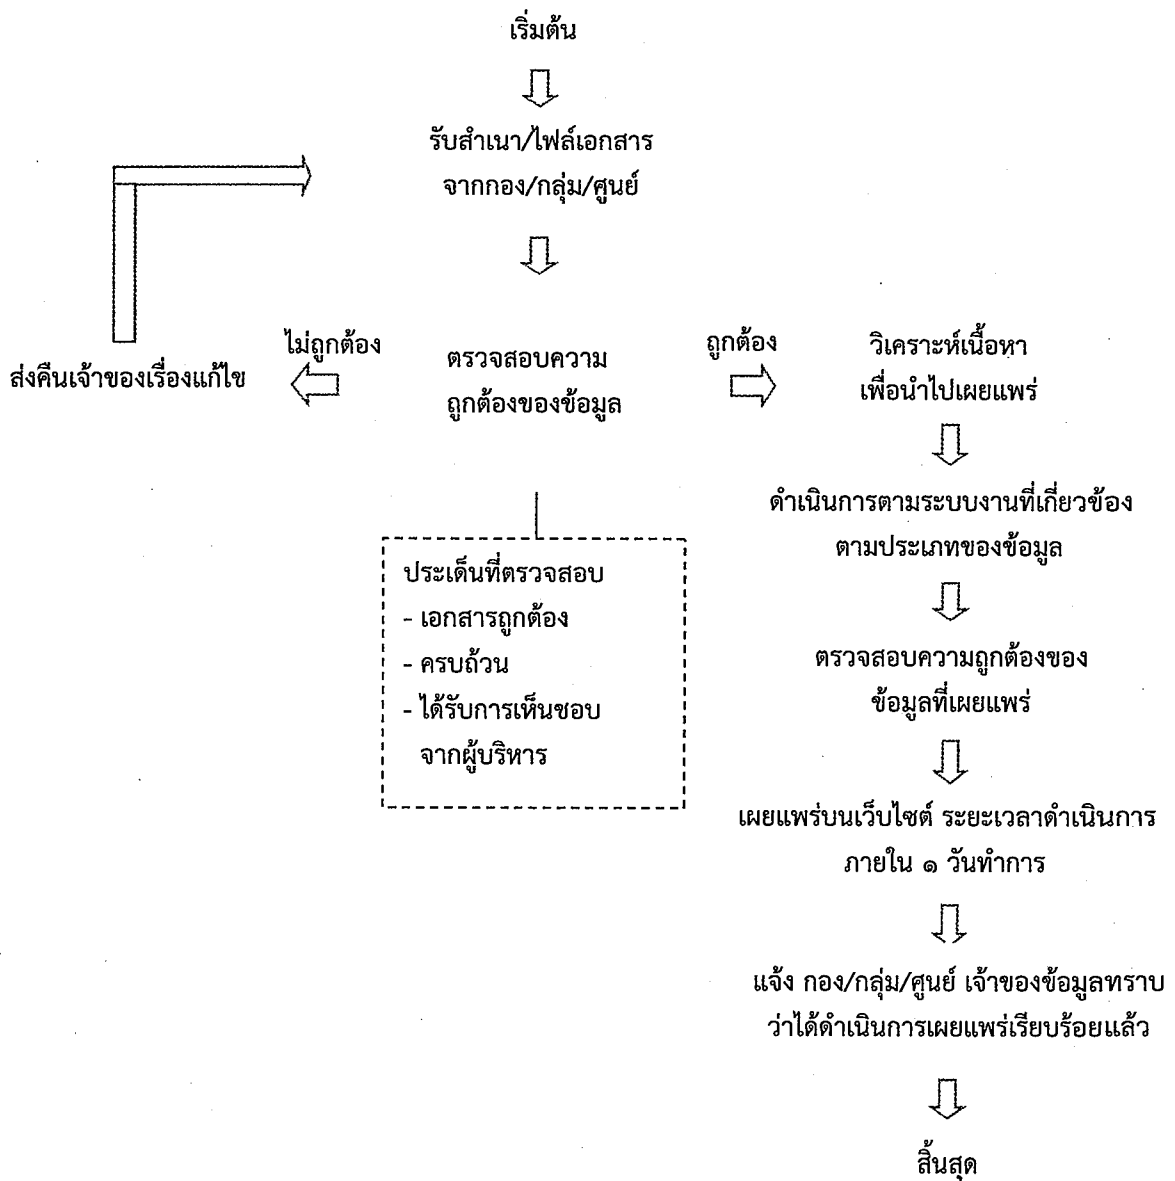 เริ่มต้น
รับสำเนา/ไฟล์เอกสาร
จากกอง/กลุ่ม/ศูนย์
ไม่ถูกต้อง
ส่งคืนเจ้าของเรื่องแก้ไข
ตรวจสอบความ
ถูกต้องของข้อมูล
ประเด็นที่ตรวจสอบ
- เอกสารถูกต้อง
- ครบถ้วน
- ได้รับการเห็นชอบ
จากผู้บริหาร
ถูกต้อง
วิเคราะห์เนื้อหา
เพื่อนำไปเผยแพร่
ดำเนินการตามระบบงานที่เกี่ยวข้อง
ตามประเภทของข้อมูล
ตรวจสอบความถูกต้องของ
ข้อมูลที่เผยแพร่
เผยแพร่บนเว็บไซต์ ระยะเวลาดำเนินการ
ภายใน ๑ วันทำการ
แจ้ง กอง/กลุ่ม/ศูนย์ เจ้าของข้อมูลทราบ
ว่าได้ดำเนินการเผยแพร่เรียบร้อยแล้ว
สิ้นสุด